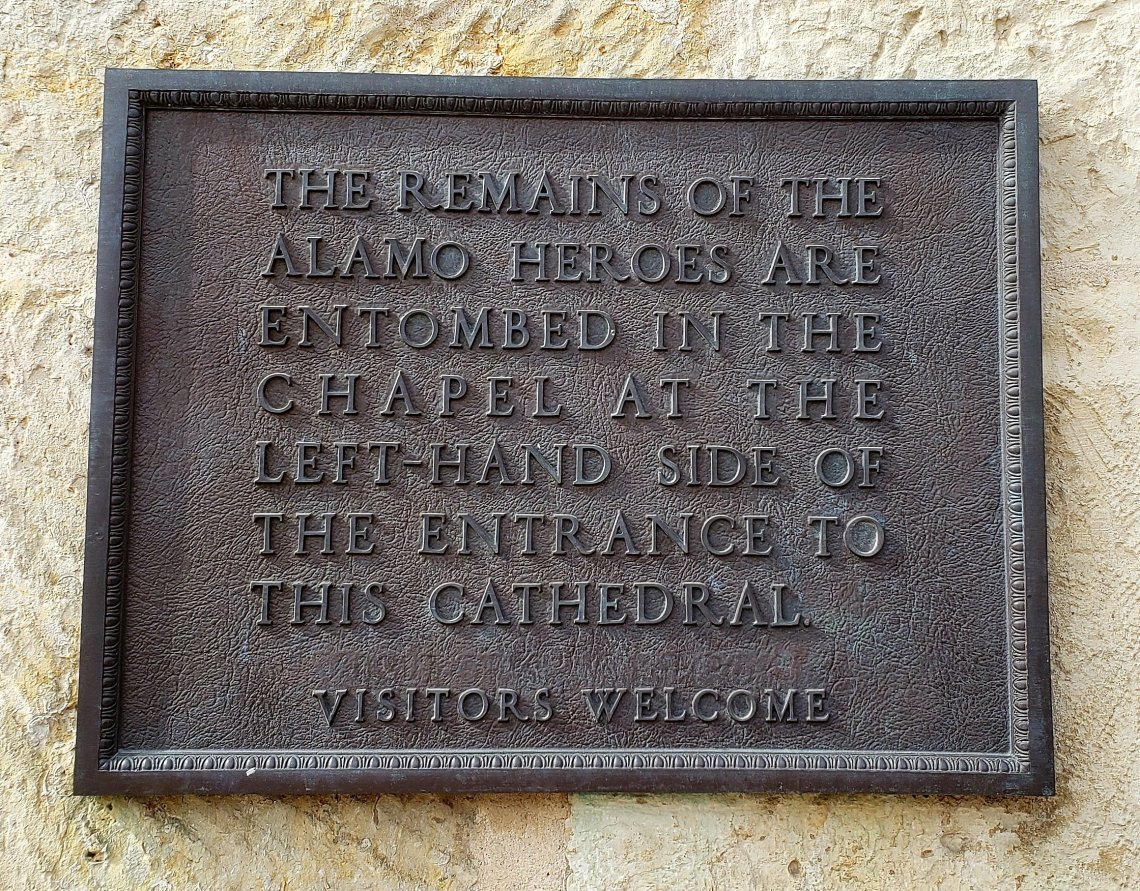 THE REMAINS OF THE
ALAMO HEROES ARE
ENTOMBED IN THE
CHAPEL AT THE
LEFT-HAND SIDE OF
THE ENTRANCE TO
THIS CATHEDRAL.
VISITORS WELCOME